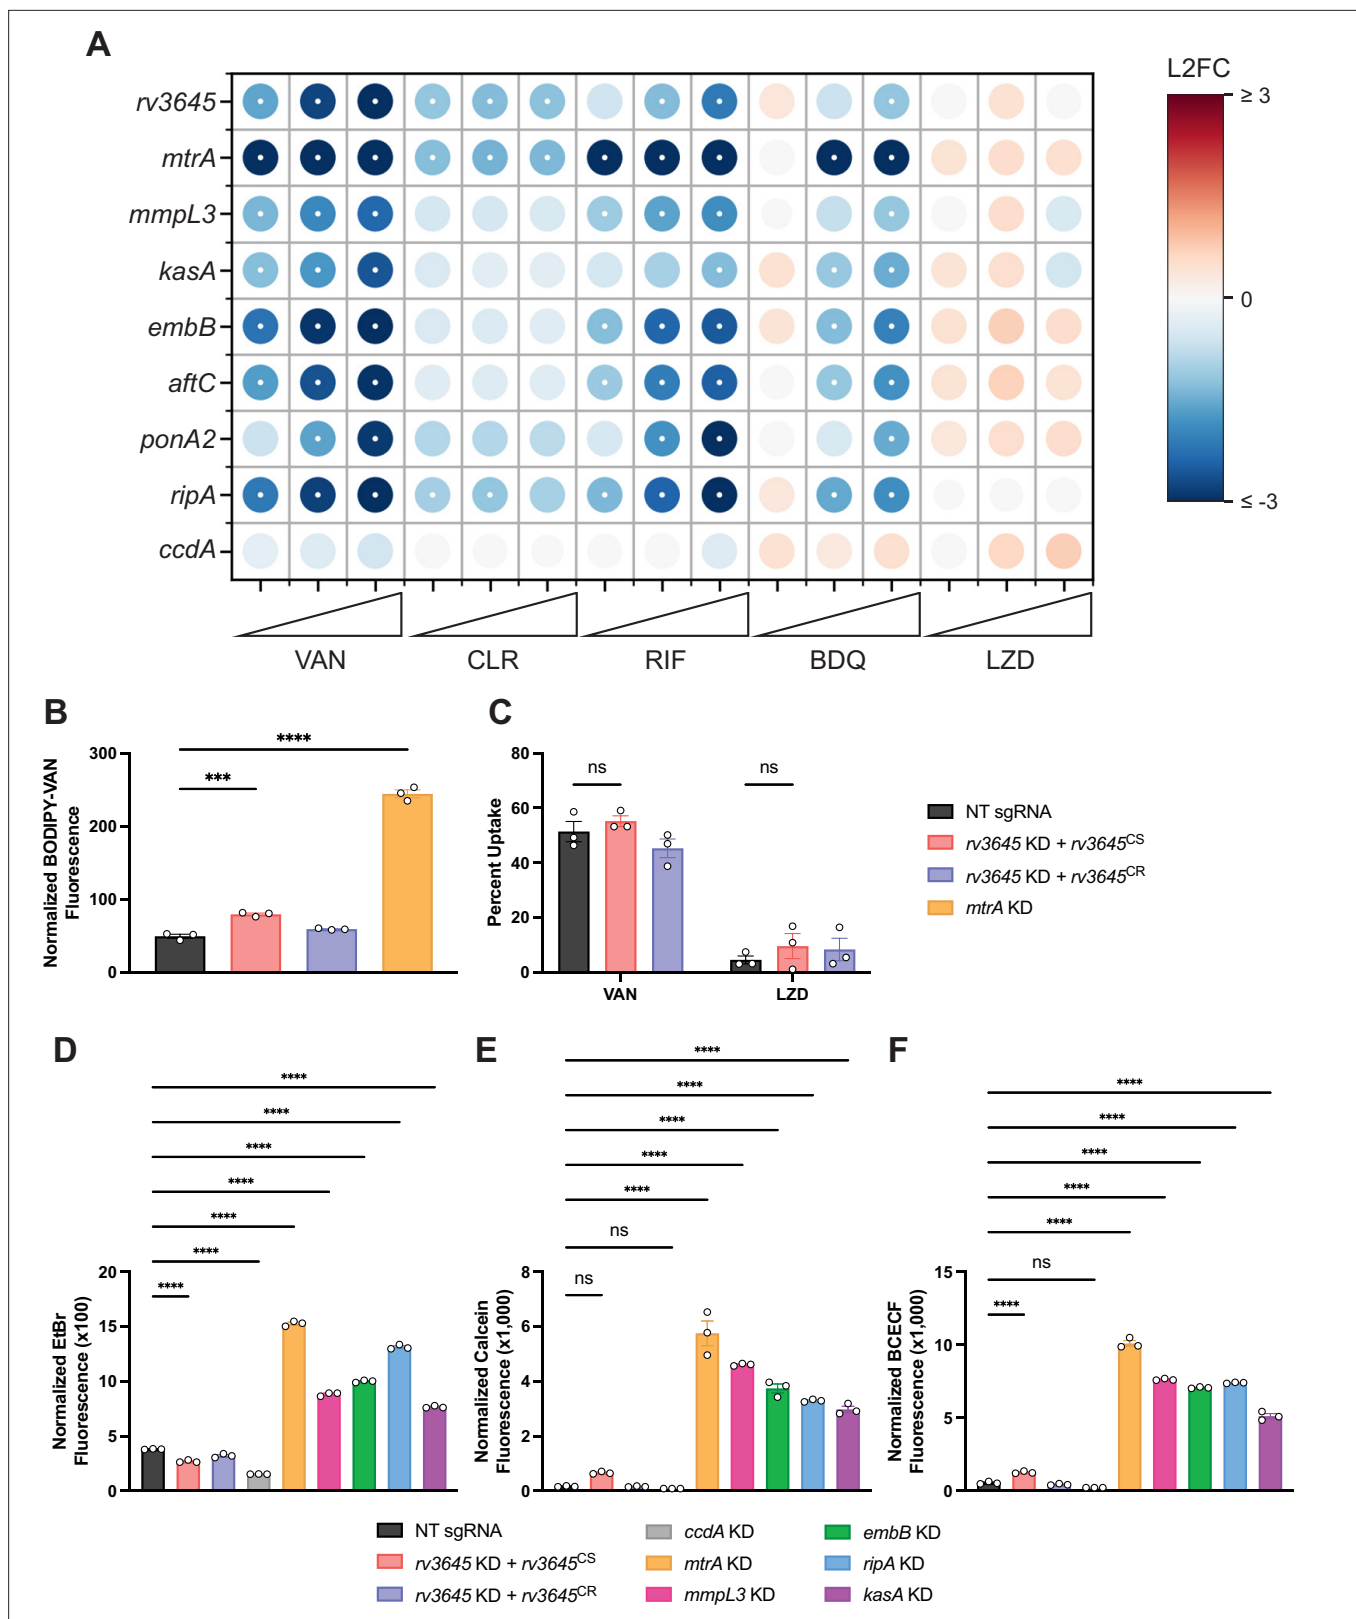 A
L2FC
≥ 3
0
≤ -3
rv3645
mtrA
mmpL3
kasA
embB
aftC
ponA2
ripA
ccdA
VAN CLR RIF BDQ LZD
B
Normalized BODIPY-VAN
Fluorescence
300
200
100
0
***
****
C
Percent Uptake
80
60
40
20
0
ns
ns
VAN LZD
NT sgRNA
rv3645 KD + rv3645CS
rv3645 KD + rv3645CR
mtrA KD
D
Normalized EtBr
Fluorescence (x100)
20
15
10
5
0
****
****
****
****
****
****
****
E
Normalized Calcein
Fluorescence (x1,000)
8
6
4
2
0
****
****
****
****
****
ns
ns
F
Normalized BCECF
Fluorescence (x1,000)
15
10
5
0
****
****
****
****
****
ns
****
NT sgRNA
rv3645 KD + rv3645CS
rv3645 KD + rv3645CR
ccdA KD
mtrA KD
mmpL3 KD
embB KD
ripA KD
kasA KD